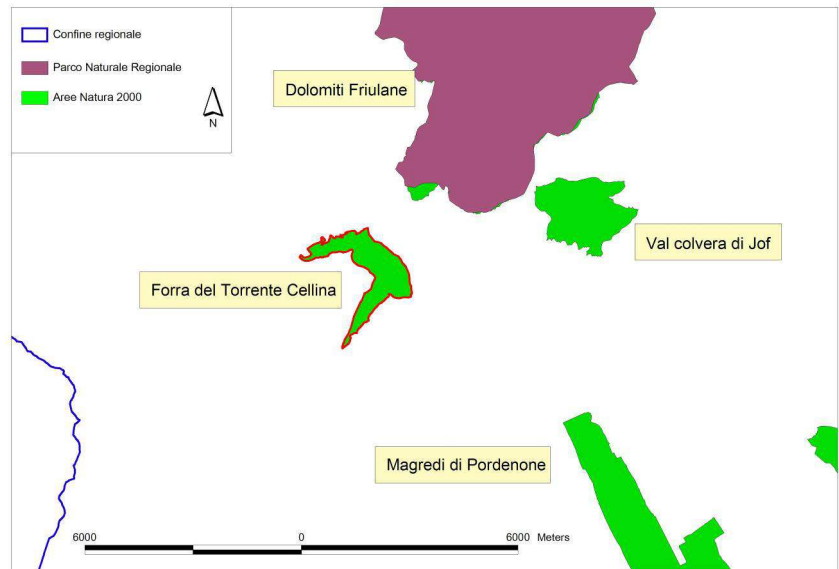 Confine regionale
Parco Naturale Regionale
Aree Natura 2000
N
Dolomiti Friulane
Val colvera di Jof
Forra del Torrente Cellina
Magredi di Pordenone
6000 0 6000 Meters